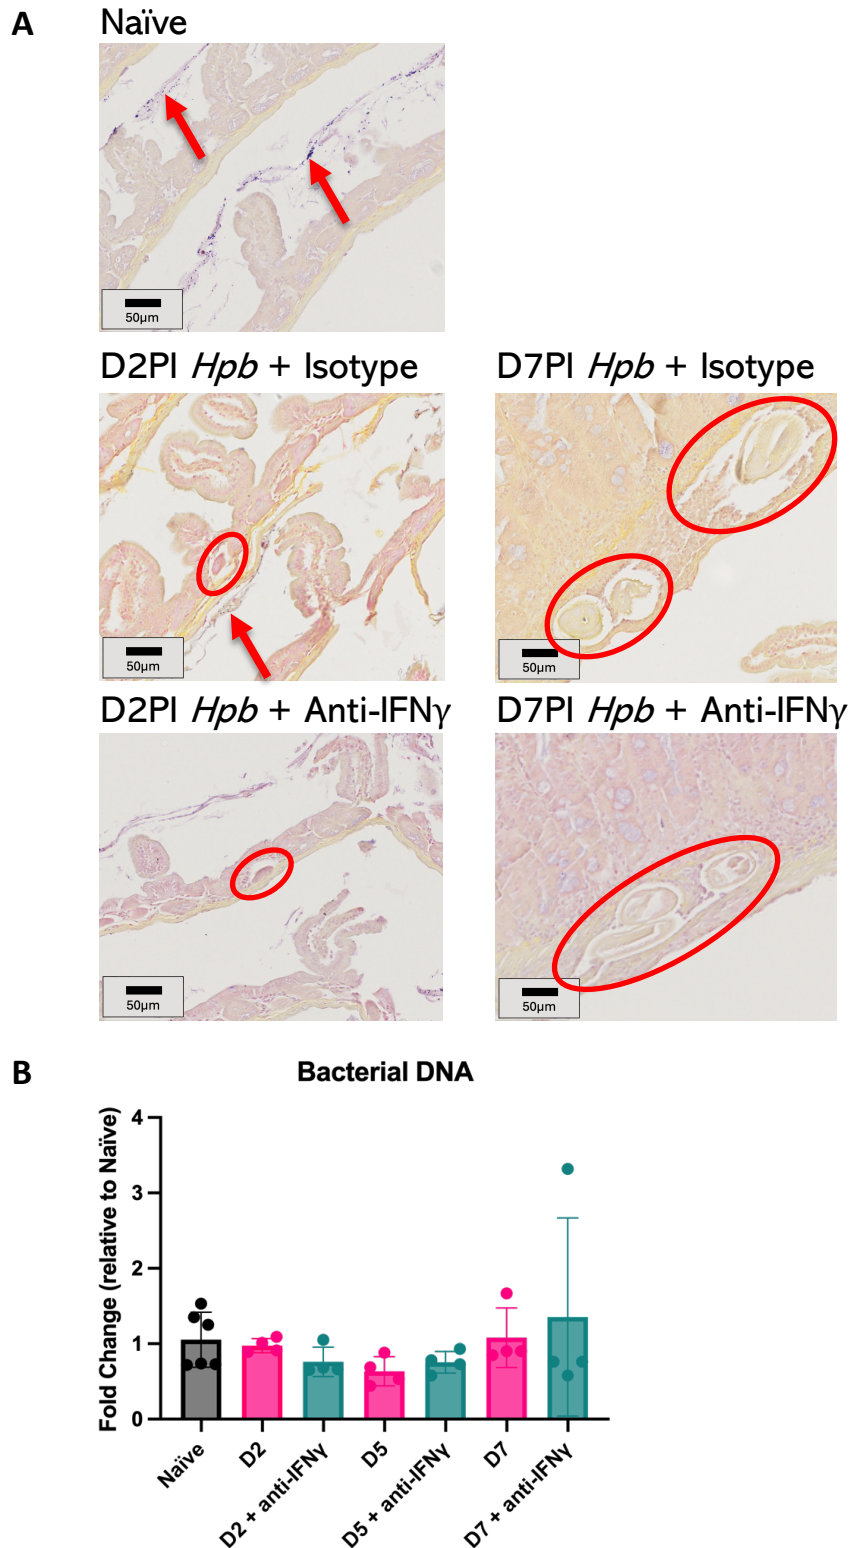 A
Naïve
50µm
D2PI Hpb + Isotype
D7PI Hpb + Isotype
50µm
50µm
D2PI Hpb + Anti-IFNγ
D7PI Hpb + Anti-IFNγ
50µm
50µm
B
Bacterial DNA
Fold Change (relative to Naïve)
4
3
2
1
0
Naïve
D2
D2 + anti-IFNγ
D5
D5 + anti-IFNγ
D7
D7 + anti-IFNγ